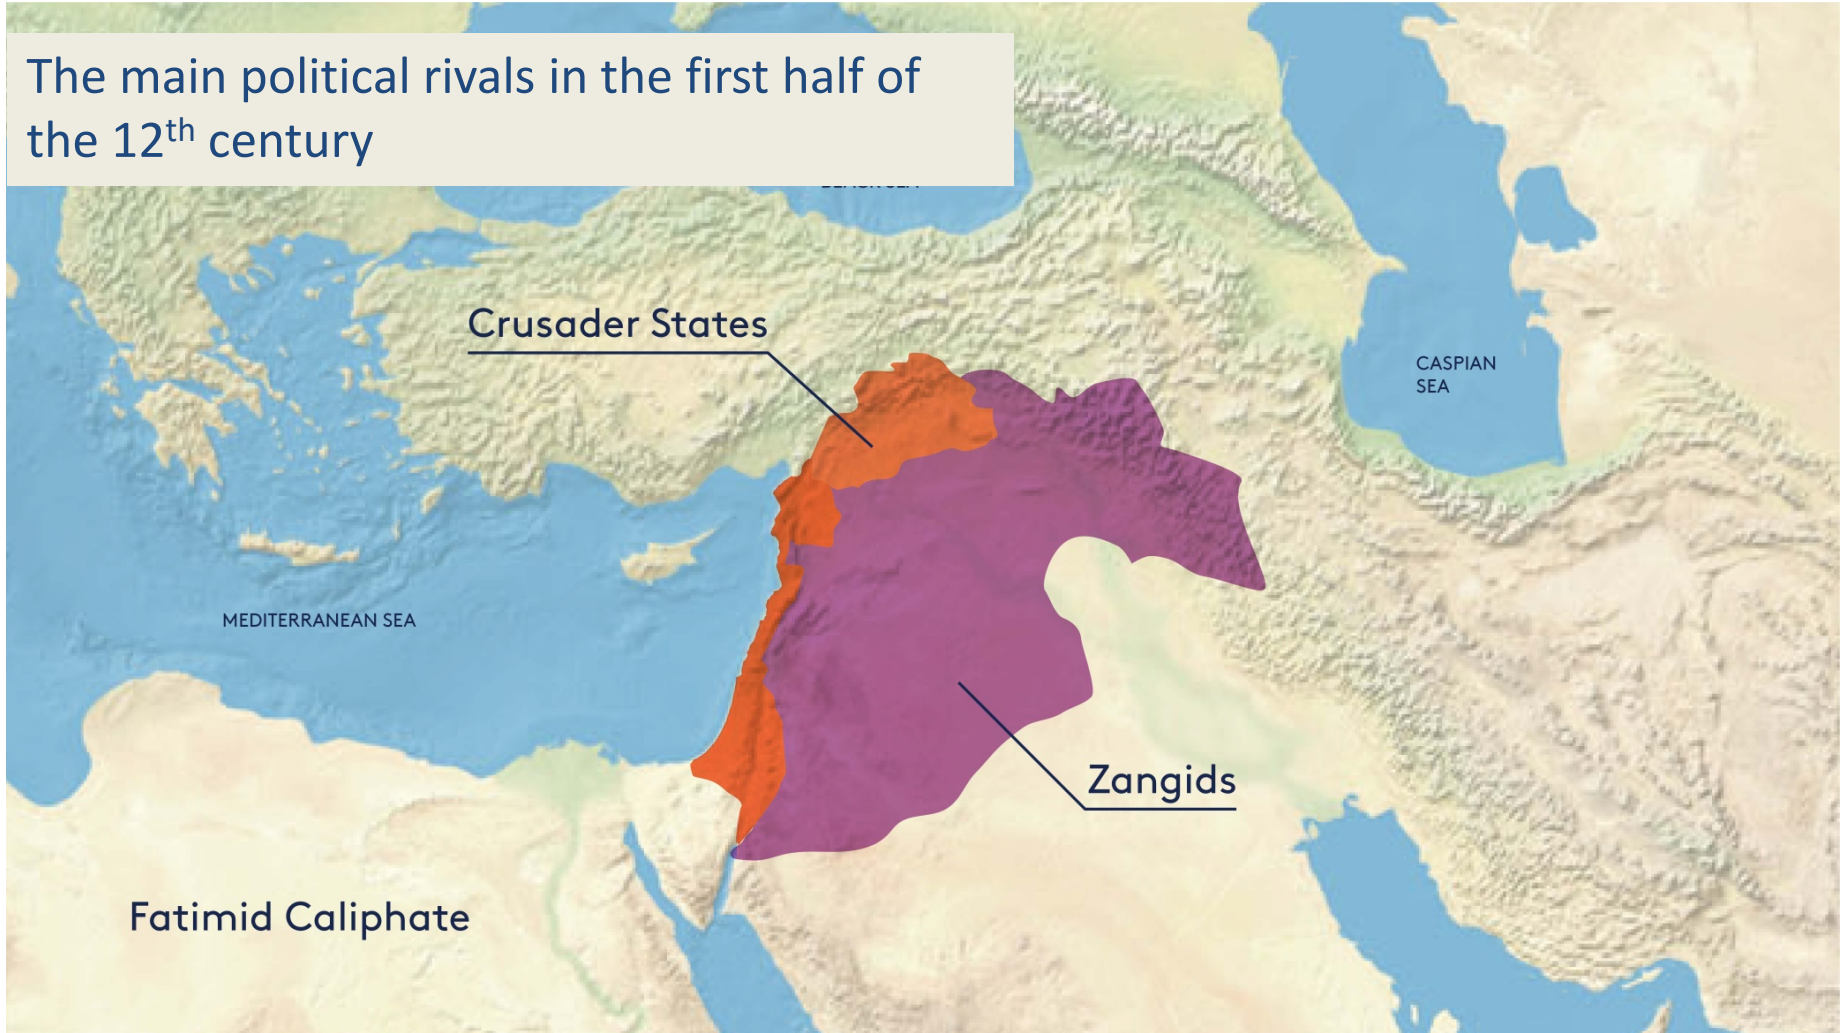 The main political rivals in the first half of
the 12th century
Crusader States
CASPIAN
SEA
MEDITERRANEAN SEA
Zangids
Fatimid Caliphate